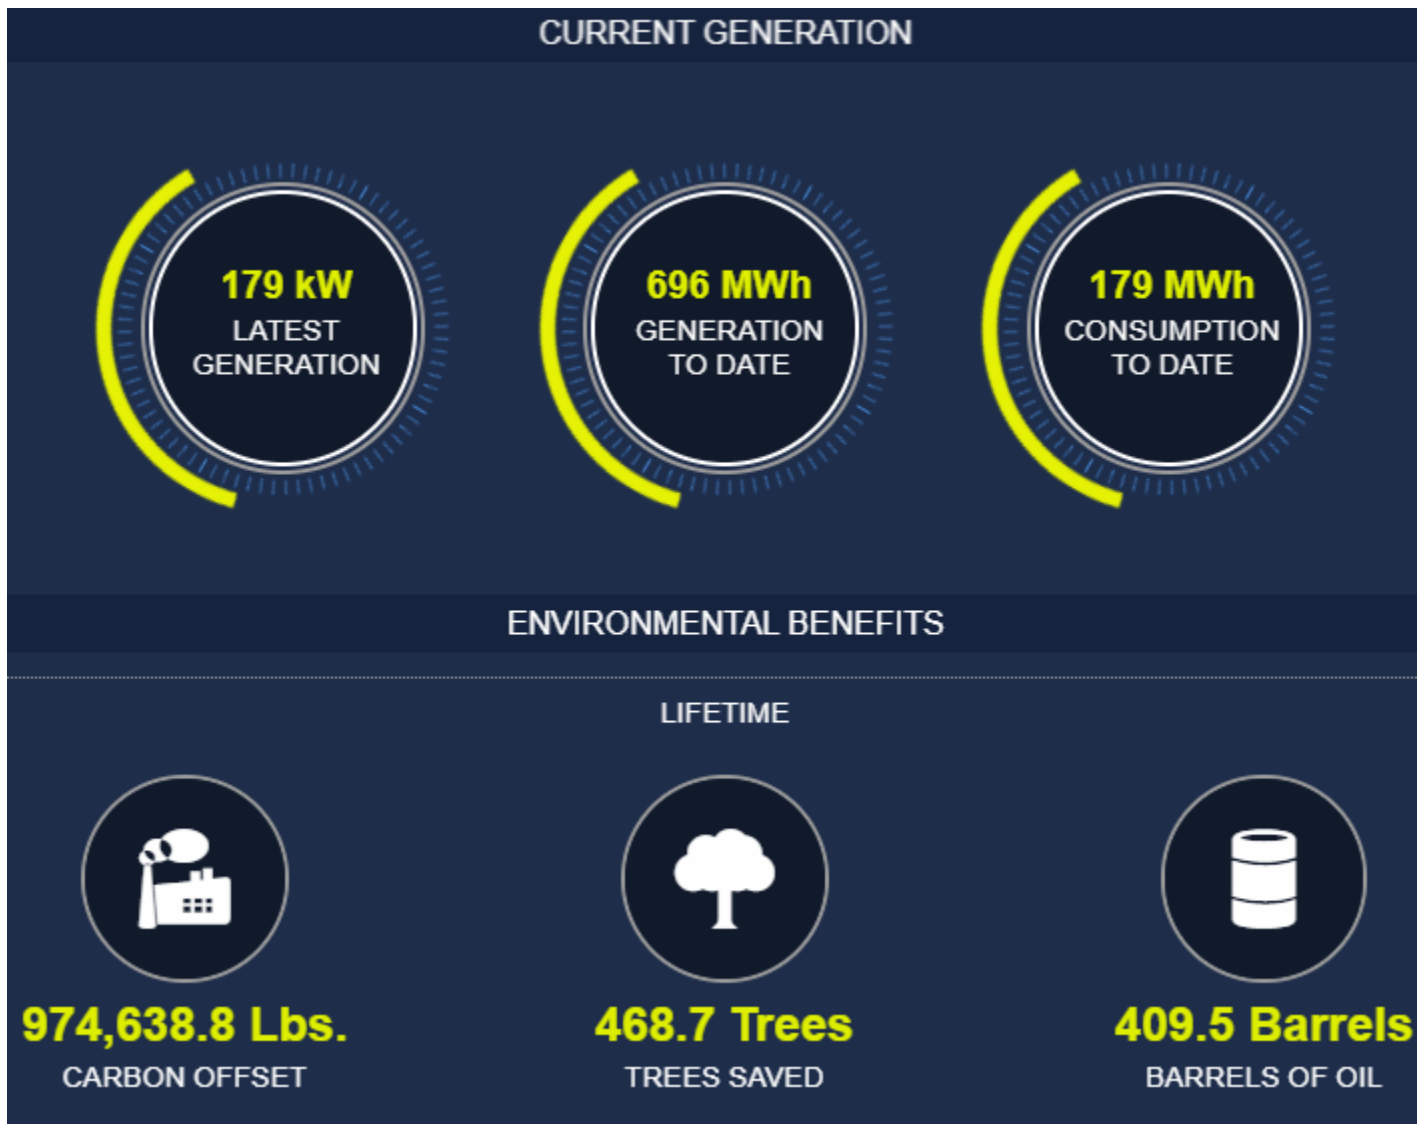 CURRENT GENERATION
179 kW
LATEST
GENERATION
696 MWh
GENERATION
TO DATE
179 MWh
CONSUMPTION
TO DATE
ENVIRONMENTAL BENEFITS
LIFETIME
974,638.8 Lbs.
CARBON OFFSET
468.7 Trees
TREES SAVED
409.5 Barrels
BARRELS OF OIL